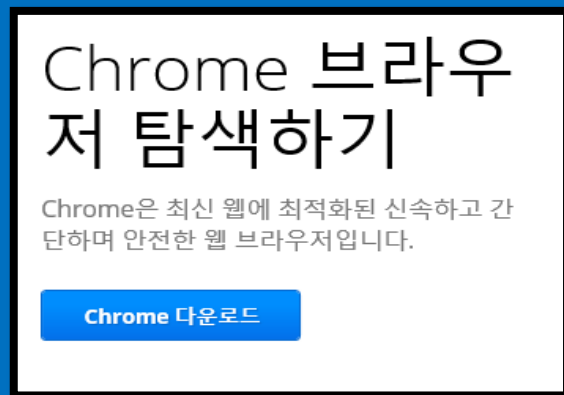 Chrome 브라우
저 탐색하기
Chrome은 최신 웹에 최적화된 신속하고 간
단하며 안전한 웹 브라우저입니다.
Chrome 다운로드